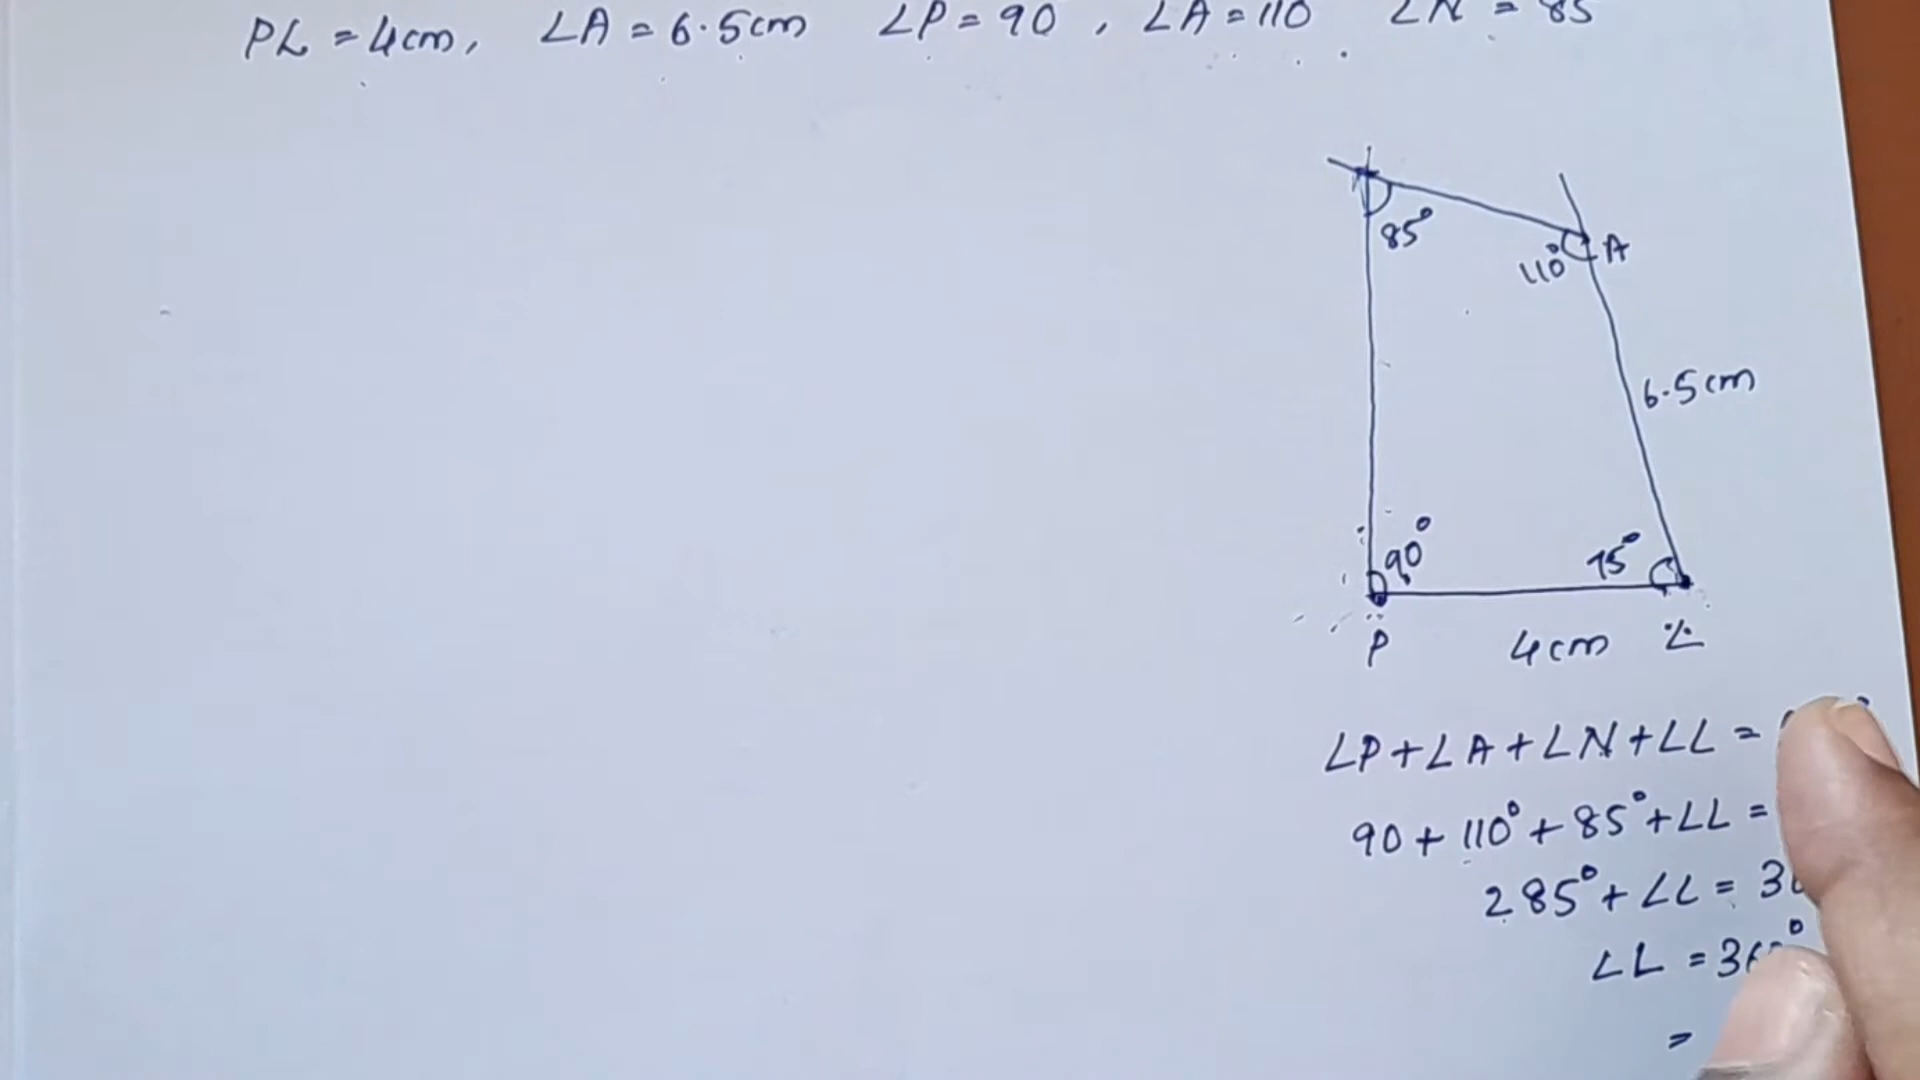 PL = 4cm, LA = 6.5cm ∠P = 90, ∠A = 110 ∠N = 85
85°
110° A
6.5cm
90° 75°
P 4cm L
∠P+∠A+∠N+∠L =
90+110°+85°+∠L =
285°+∠L = 36
∠L = 36
=